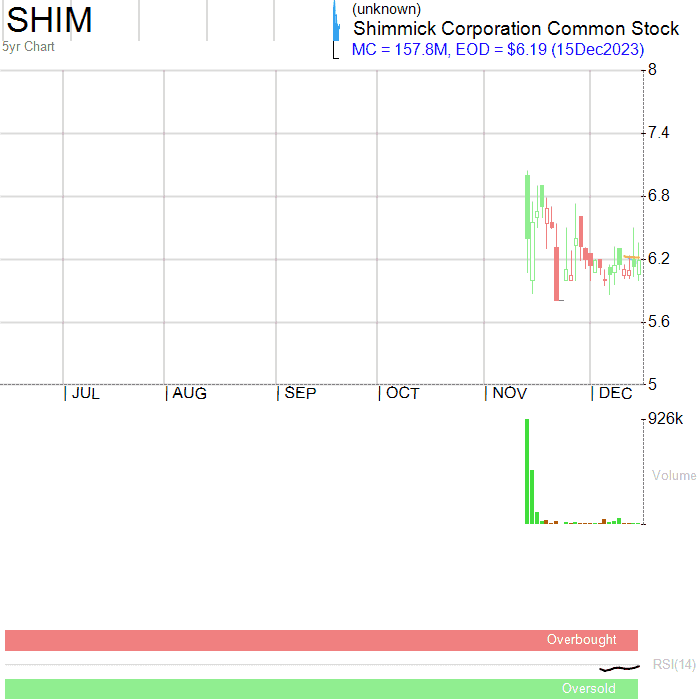 SHIM
5yr Chart
(unknown)
Shimmick Corporation Common Stock
MC = 157.8M, EOD = $6.19 (15Dec2023)
8
7.4
6.8
6.2
5.6
5
JUL AUG SEP OCT NOV DEC
926k
Volume
Overbought
RSI(14)
Oversold